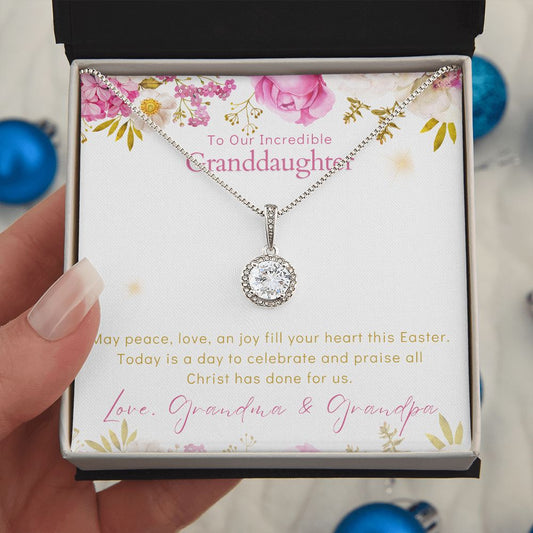 To Our Incredible
Granddaughter
May peace, love, an joy fill your heart this Easter.
Today is a day to celebrate and praise all
Christ has done for us.
Love, Grandma & Grandpa